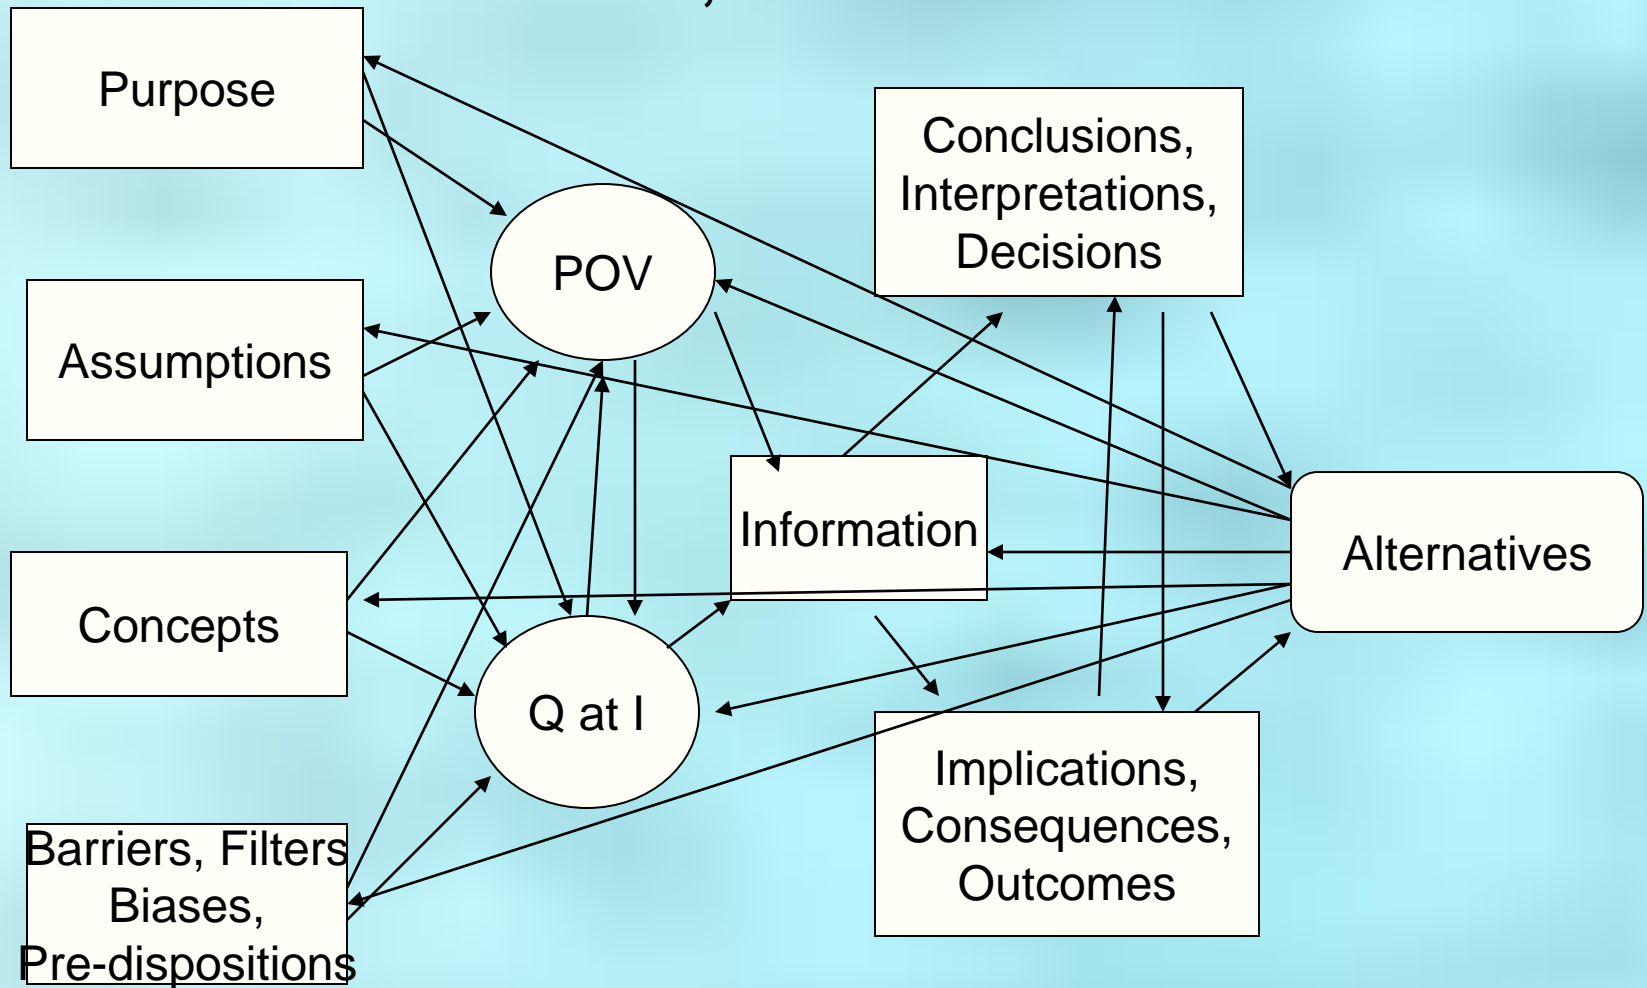 Purpose
Conclusions,
Interpretations,
Decisions
POV
Assumptions
Information
Alternatives
Concepts
Q at I
Implications,
Consequences,
Outcomes
Barriers, Filters
Biases,
Pre-dispositions